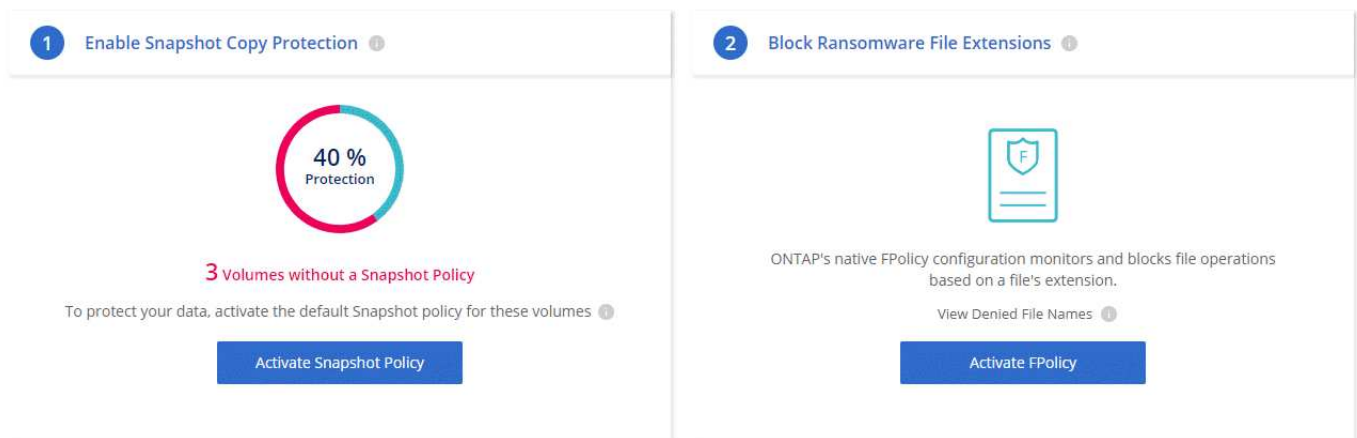 1 Enable Snapshot Copy Protection i
40 %
Protection
3 Volumes without a Snapshot Policy
To protect your data, activate the default Snapshot policy for these volumes i
Activate Snapshot Policy
2 Block Ransomware File Extensions i
F
ONTAP's native FPolicy configuration monitors and blocks file operations
based on a file's extension.
View Denied File Names i
Activate FPolicy